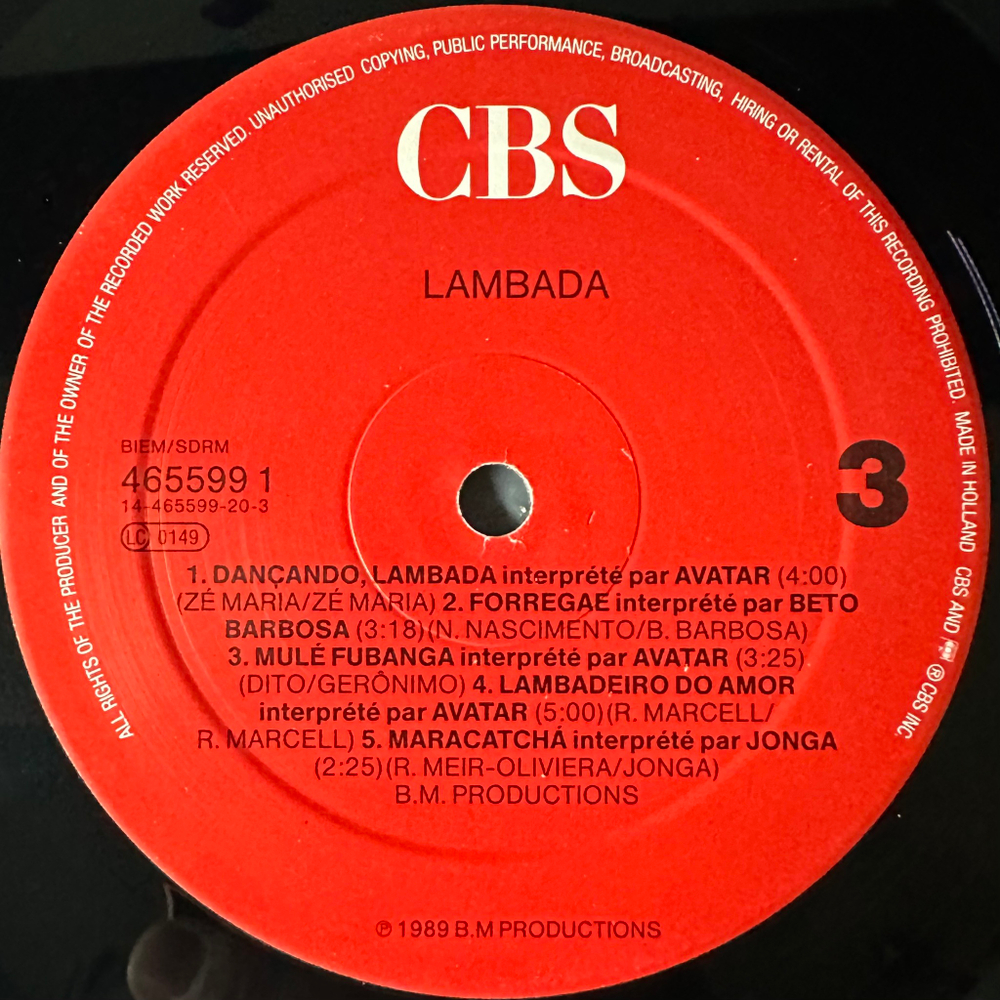 ALL RIGHTS OF THE PRODUCER AND OF THE OWNER OF THE RECORDED WORK RESERVED. UNAUTHORISED COPYING, PUBLIC PERFORMANCE, BROADCASTING, HIRING OR RENTAL OF THIS RECORDING PROHIBITED. MADE IN HOLLAND CBS AND ® CBS INC.
CBS
LAMBADA
BIEM/SDRM
465599 1
14-465599-20-3
LC 0149
3
1. DANÇANDO, LAMBADA interprété par AVATAR (4:00)
(ZÉ MARIA/ZÉ MARIA) 2. FORREGAE interprété par BETO
BARBOSA (3:18)(N. NASCIMENTO/B. BARBOSA)
3. MULÉ FUBANGA interprété par AVATAR (3:25)
(DITO/GERÔNIMO) 4. LAMBADEIRO DO AMOR
interprété par AVATAR (5:00)(R. MARCELL/
R. MARCELL) 5. MARACATCHÁ interprété par JONGA
(2:25)(R. MEIR-OLIVIERA/JONGA)
B.M. PRODUCTIONS
℗ 1989 B.M PRODUCTIONS